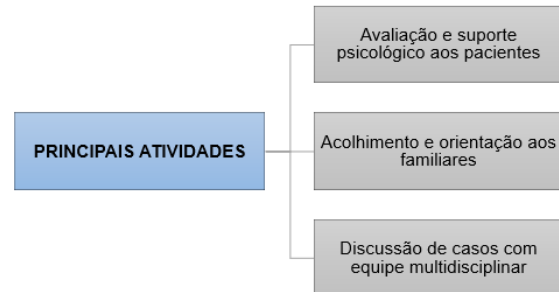 PRINCIPAIS ATIVIDADES
Avaliação e suporte
psicológico aos pacientes
Acolhimento e orientação aos
familiares
Discussão de casos com
equipe multidisciplinar